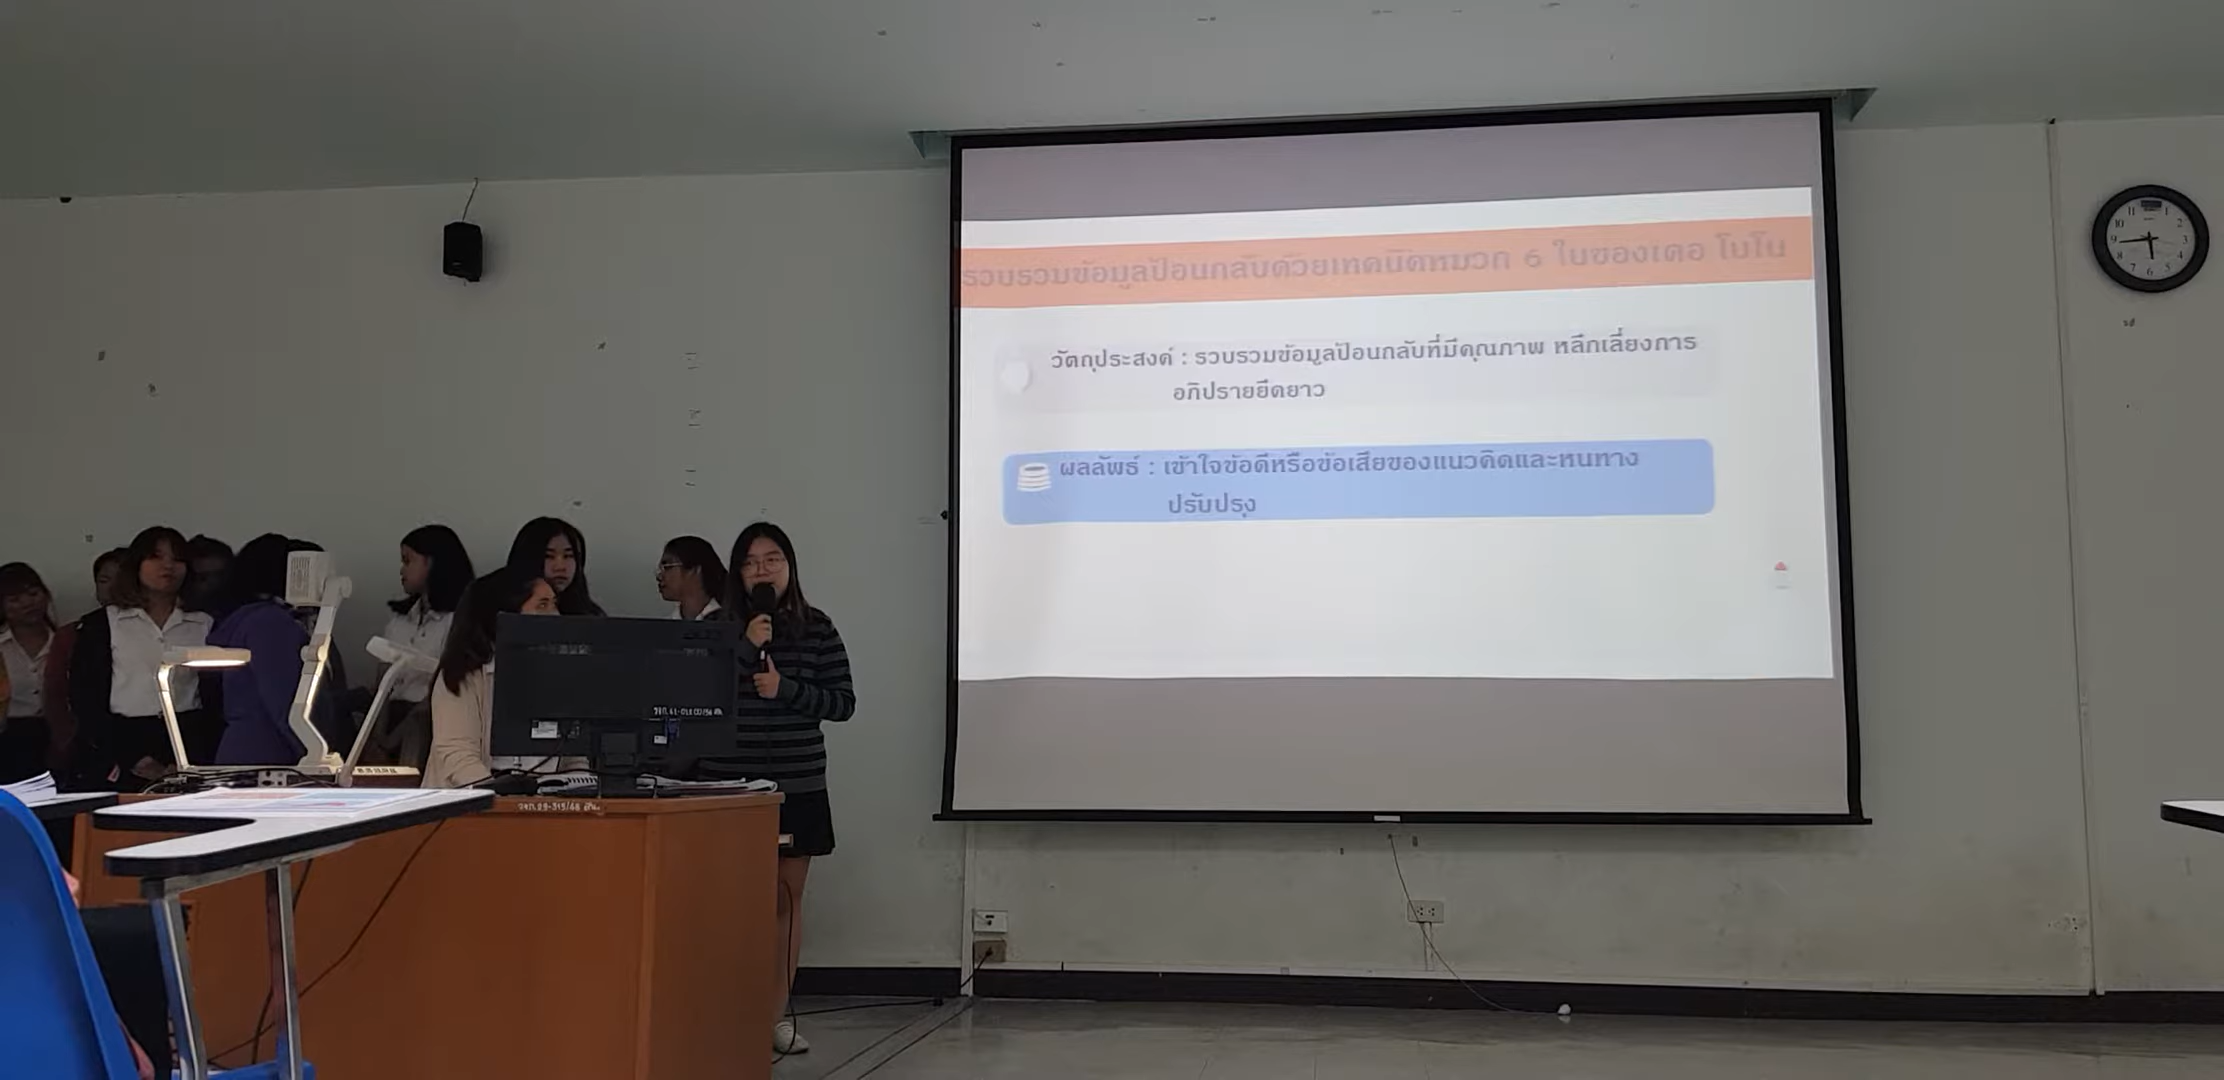 รวบรวมข้อมูลป้อนกลับด้วยเทคนิคหมวก 6 ใบของเดอ โบโน
วัตถุประสงค์ : รวบรวมข้อมูลป้อนกลับที่มีคุณภาพ หลีกเลี่ยงการ
อภิปรายยืดยาว
ผลลัพธ์ : เข้าใจข้อดีหรือข้อเสียของแนวคิดและหนทาง
ปรับปรุง